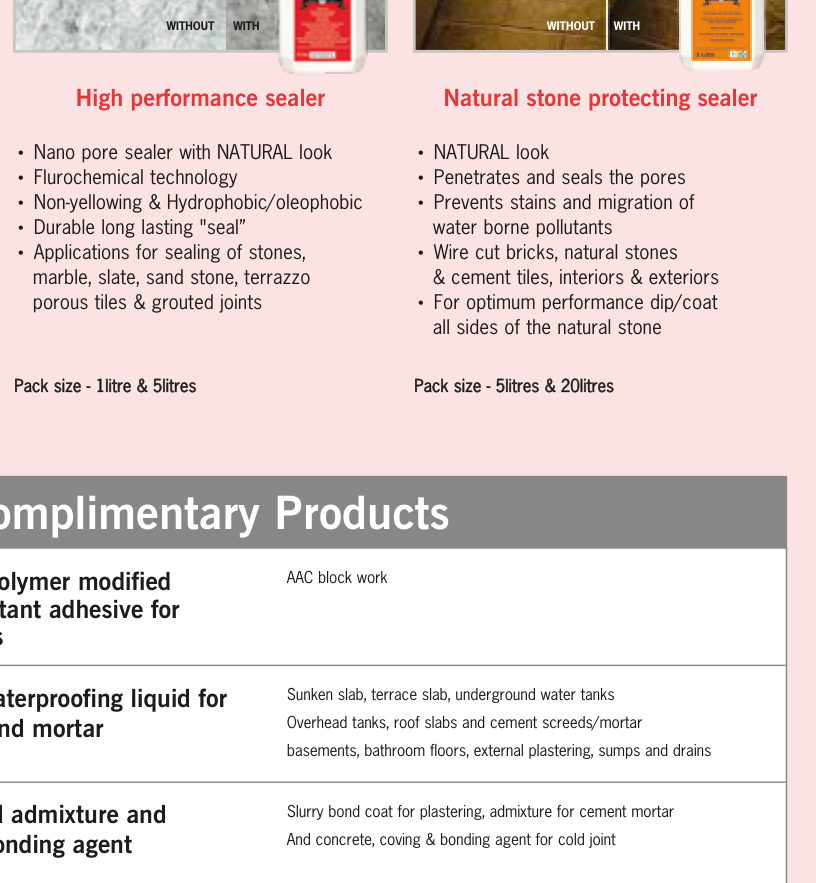 WITHOUT WITH
High performance sealer
• Nano pore sealer with NATURAL look
• Flurochemical technology
• Non-yellowing & Hydrophobic/oleophobic
• Durable long lasting "seal”
• Applications for sealing of stones,
marble, slate, sand stone, terrazzo
porous tiles & grouted joints
Pack size - 1litre & 5litres
WITHOUT WITH
Natural stone protecting sealer
• NATURAL look
• Penetrates and seals the pores
• Prevents stains and migration of
water borne pollutants
• Wire cut bricks, natural stones
& cement tiles, interiors & exteriors
• For optimum performance dip/coat
all sides of the natural stone
Pack size - 5litres & 20litres
omplimentary Products
olymer modified
tant adhesive for
s
AAC block work
aterproofing liquid for
nd mortar
Sunken slab, terrace slab, underground water tanks
Overhead tanks, roof slabs and cement screeds/mortar
basements, bathroom floors, external plastering, sumps and drains
l admixture and
onding agent
Slurry bond coat for plastering, admixture for cement mortar
And concrete, coving & bonding agent for cold joint